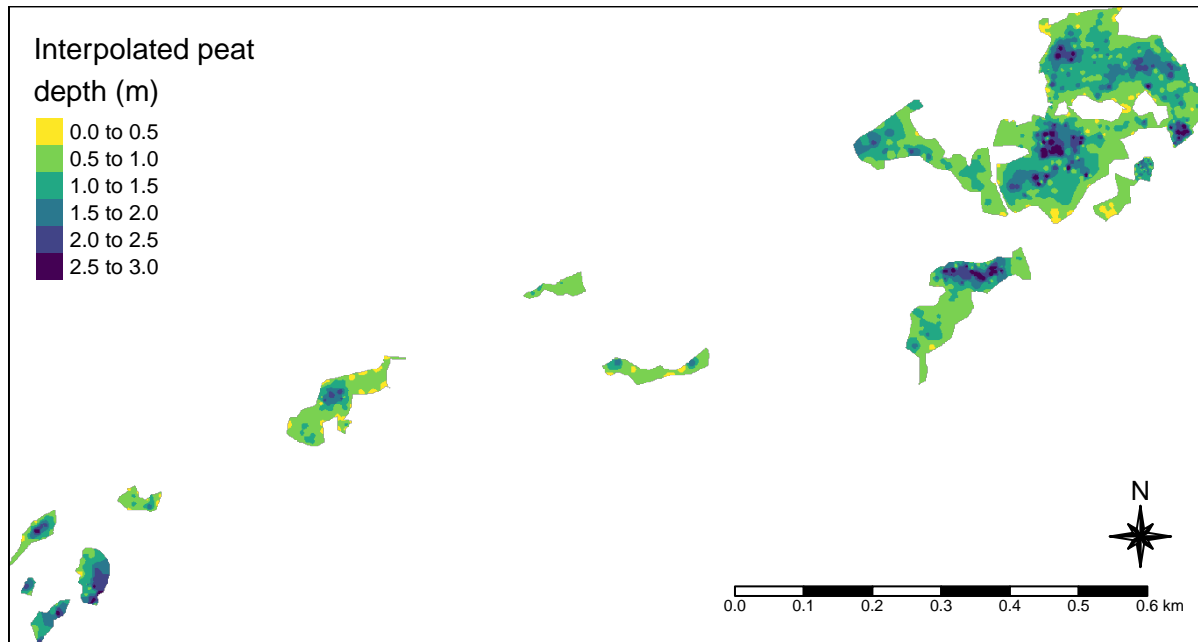 Interpolated peat
depth (m)
0.0 to 0.5
0.5 to 1.0
1.0 to 1.5
1.5 to 2.0
2.0 to 2.5
2.5 to 3.0
N
0.0 0.1 0.2 0.3 0.4 0.5 0.6 km